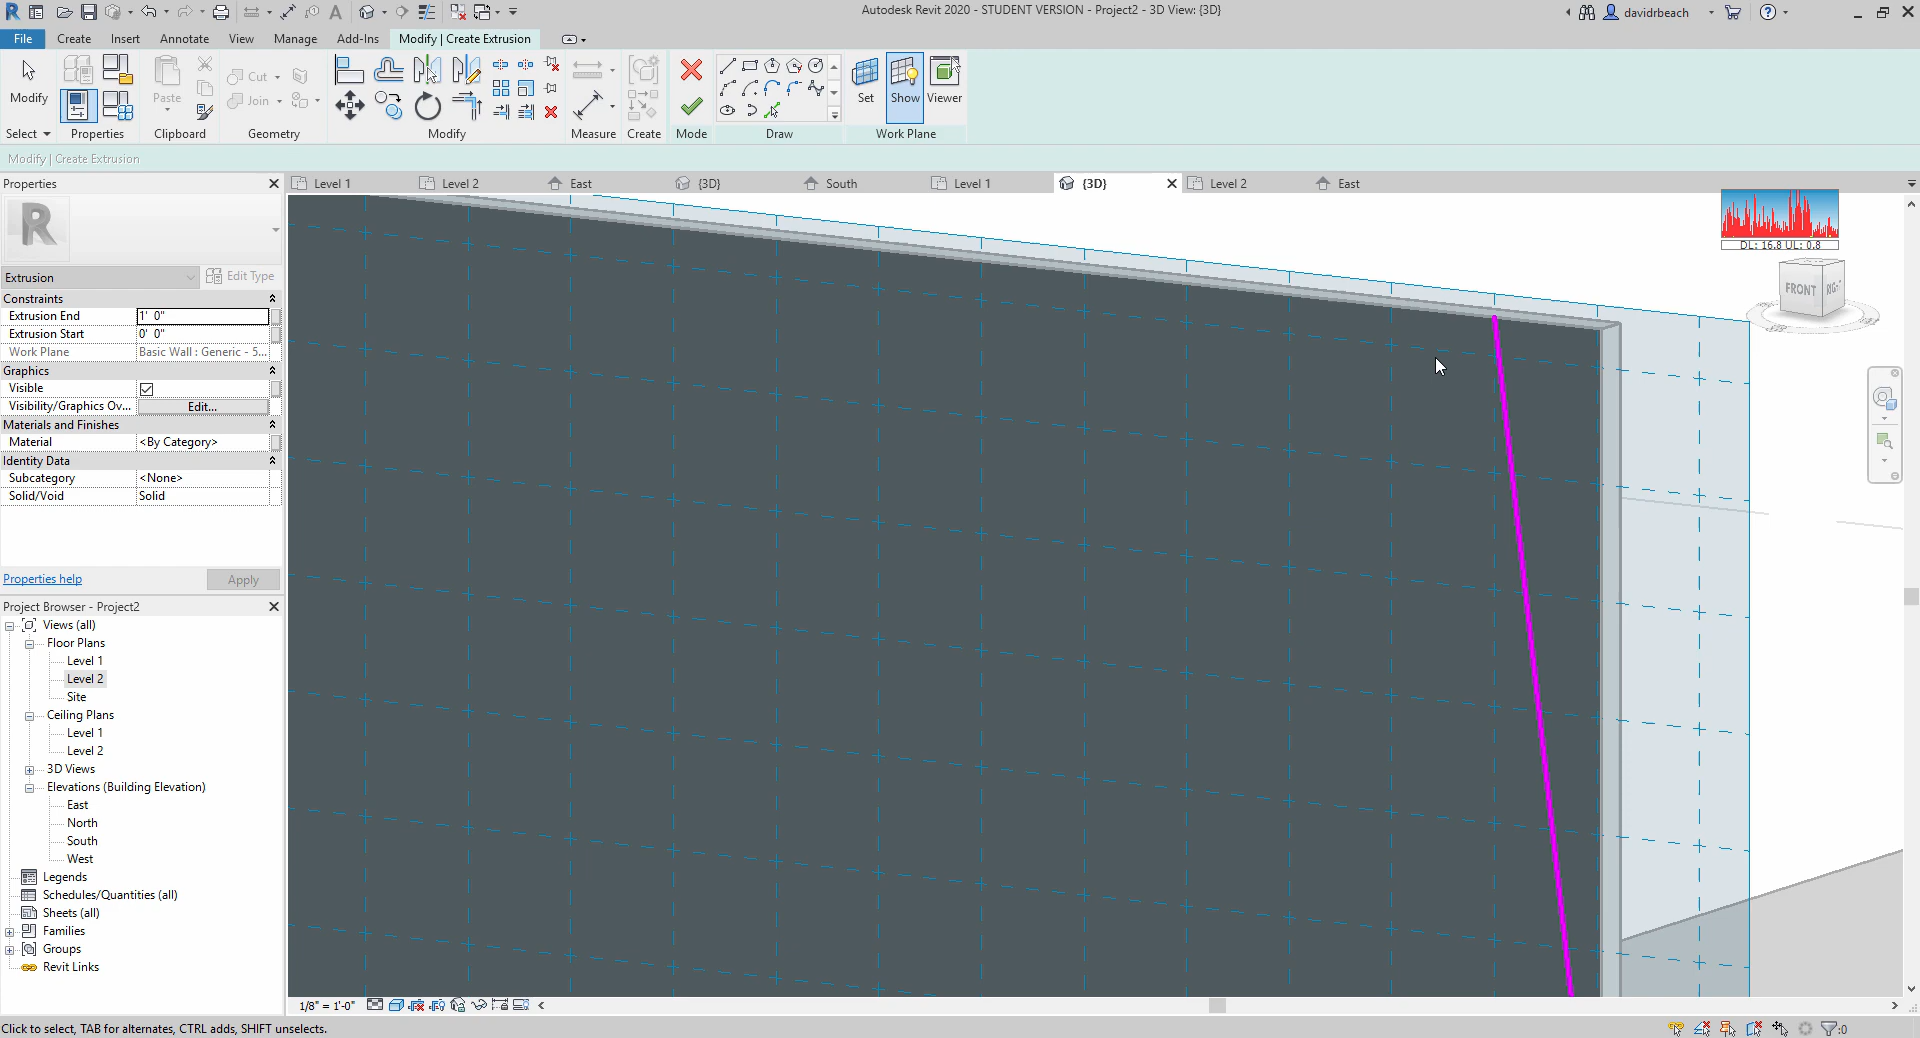 Autodesk Revit 2020 - STUDENT VERSION - Project2 - 3D View: {3D}
davidrbeach
File
Create
Insert
Annotate
View
Manage
Add-Ins
Modify | Create Extrusion
Modify
Paste
Cut
Join
Set
Show
Viewer
Select
Properties
Clipboard
Geometry
Modify
Measure
Create
Mode
Draw
Work Plane
Modify | Create Extrusion
Properties
Level 1
Level 2
East
{3D}
South
Level 1
{3D}
Level 2
East
R
Extrusion
Edit Type
Constraints
Extrusion End
1' 0"
Extrusion Start
0' 0"
Work Plane
Basic Wall : Generic - 5...
Graphics
Visible
Visibility/Graphics Ov...
Edit...
Materials and Finishes
Material
<By Category>
Identity Data
Subcategory
<None>
Solid/Void
Solid
Properties help
Apply
DL: 16.8 UL: 0.8
FRONT
RIGHT
Project Browser - Project2
Views (all)
Floor Plans
Level 1
Level 2
Site
Ceiling Plans
Level 1
Level 2
3D Views
Elevations (Building Elevation)
East
North
South
West
Legends
Schedules/Quantities (all)
Sheets (all)
Families
Groups
Revit Links
1/8" = 1'-0"
Click to select, TAB for alternates, CTRL adds, SHIFT unselects.
:0